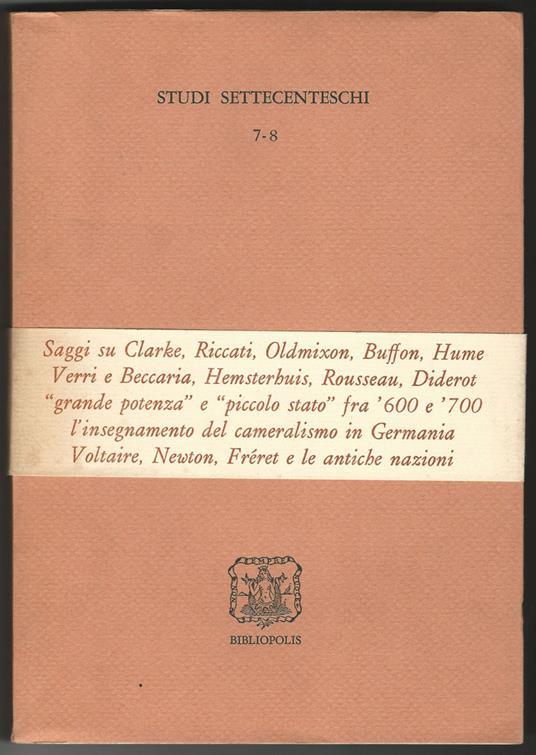 STUDI SETTECENTESCHI
7-8
Saggi su Clarke, Riccati, Oldmixon, Buffon, Hume
Verri e Beccaria, Hemsterhuis, Rousseau, Diderot
“grande potenza” e “piccolo stato” fra ’600 e ’700
l’insegnamento del cameralismo in Germania
Voltaire, Newton, Fréret e le antiche nazioni
BIBLIOPOLIS